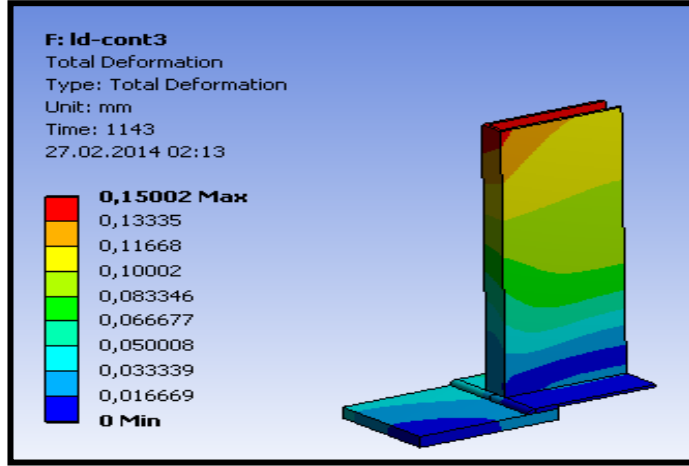 F: ld-cont3
Total Deformation
Type: Total Deformation
Unit: mm
Time: 1143
27.02.2014 02:13
0,15002 Max
0,13335
0,11668
0,10002
0,083346
0,066677
0,050008
0,033339
0,016669
0 Min